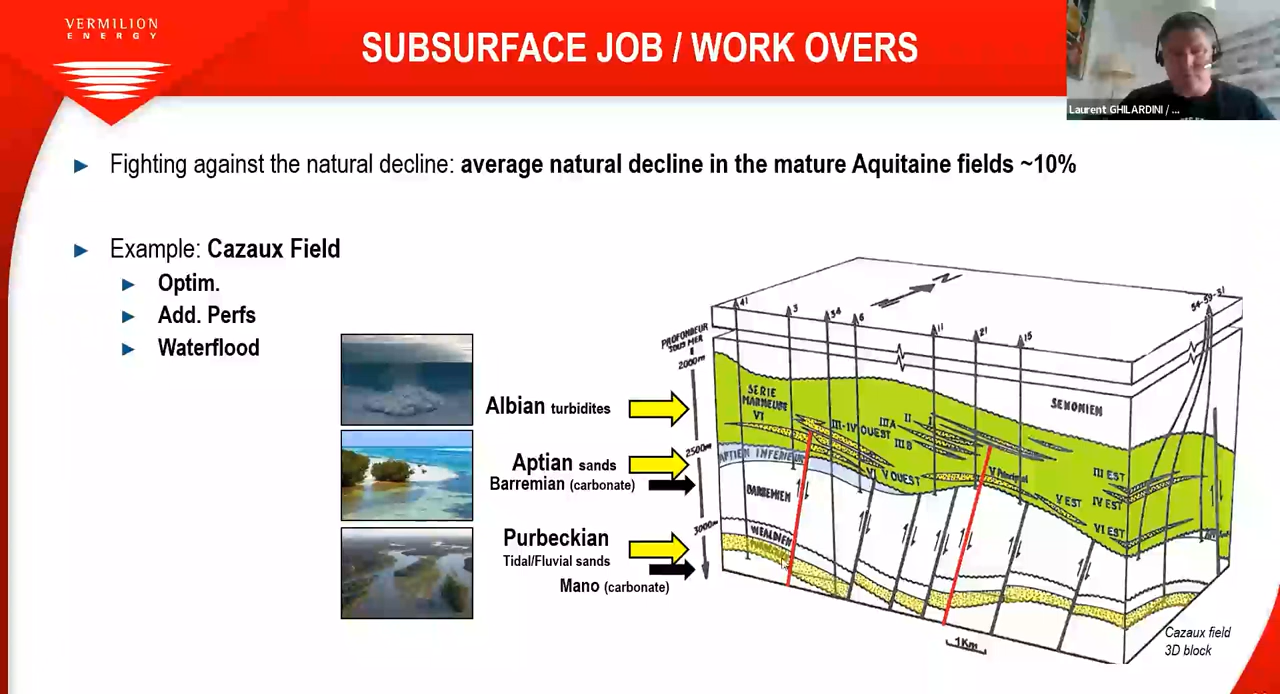 VERMILION
ENERGY
SUBSURFACE JOB / WORK OVERS
Laurent GHILARDINI / ...
Fighting against the natural decline: average natural decline in the mature Aquitaine fields ~10%
Example: Cazaux Field
Optim.
Add. Perfs
Waterflood
Albian turbidites
Aptian sands
Barremian (carbonate)
Purbeckian
Tidal/Fluvial sands
Mano (carbonate)
PROFONDEUR
SOUS MER
2000m
2500m
3000m
N
41
3
34
6
11
21
15
54-59-31
SERIE
MARNEUSE
VI
III-IV OUEST
IIIA
II
I
IIIB
SENONIEN
APTIEN INFERIEUR
VI
V OUEST
V Principal
III EST
V EST
IV EST
VI EST
BARREMIEN
WEALDIEN
1Km
Cazaux field
3D block